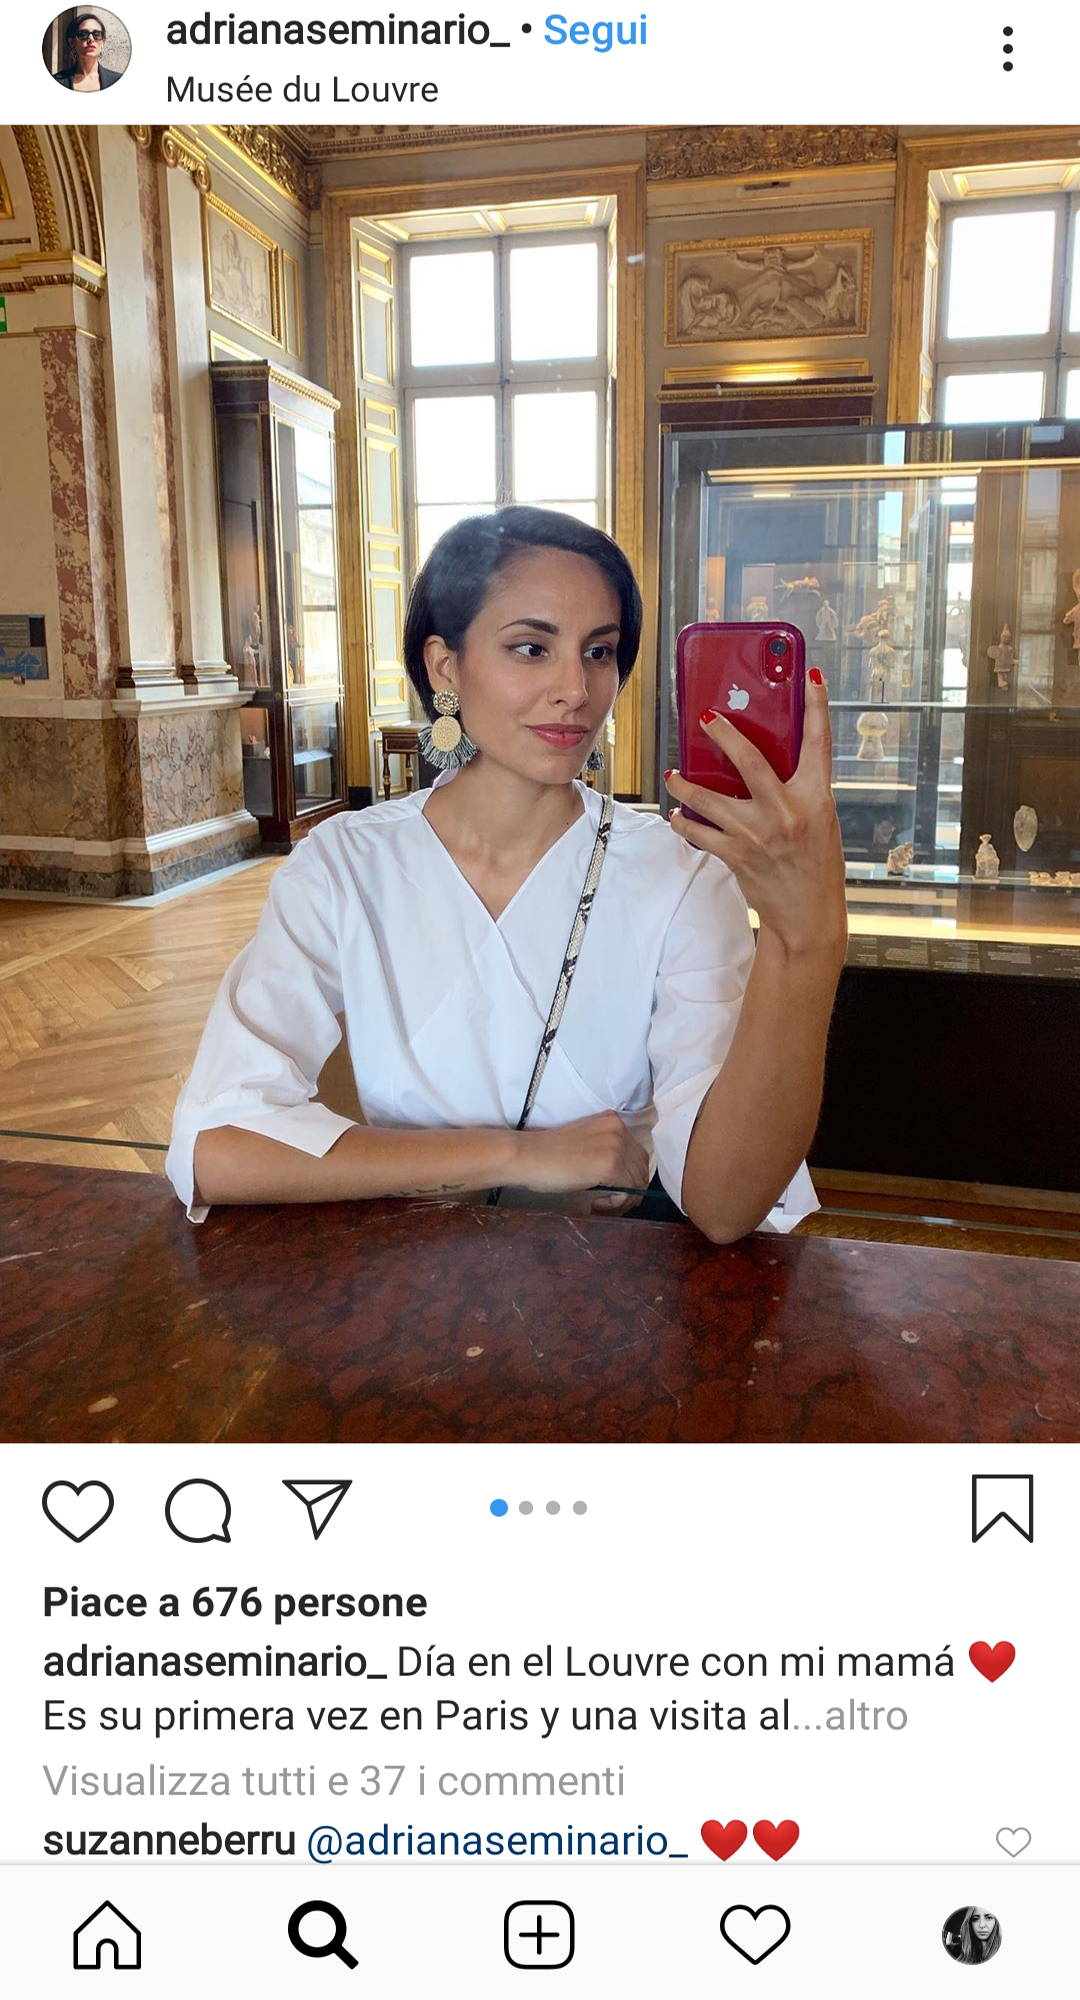 adrianaseminario_ • Segui
Musée du Louvre
Piace a 676 persone
adrianaseminario_ Día en el Louvre con mi mamá ❤️
Es su primera vez en Paris y una visita al...altro
Visualizza tutti e 37 i commenti
suzanneberru @adrianaseminario_ ❤️❤️